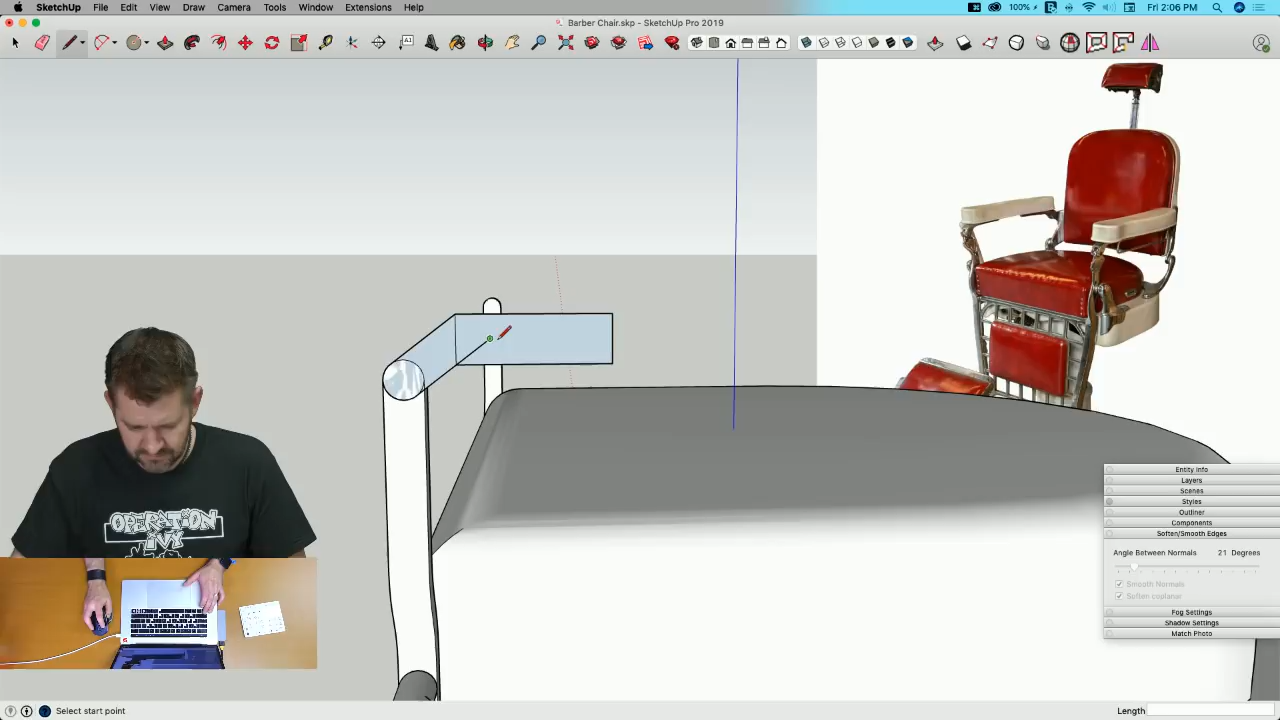 SketchUp File Edit View Draw Camera Tools Window Extensions Help
100% Fri 2:06 PM
Barber Chair.skp - SketchUp Pro 2019
OPERATION
IVY
Entity Info
Layers
Scenes
Styles
Outliner
Components
Soften/Smooth Edges
Angle Between Normals 21 Degrees
Smooth Normals
Soften coplanar
Fog Settings
Shadow Settings
Match Photo
Select start point
Length